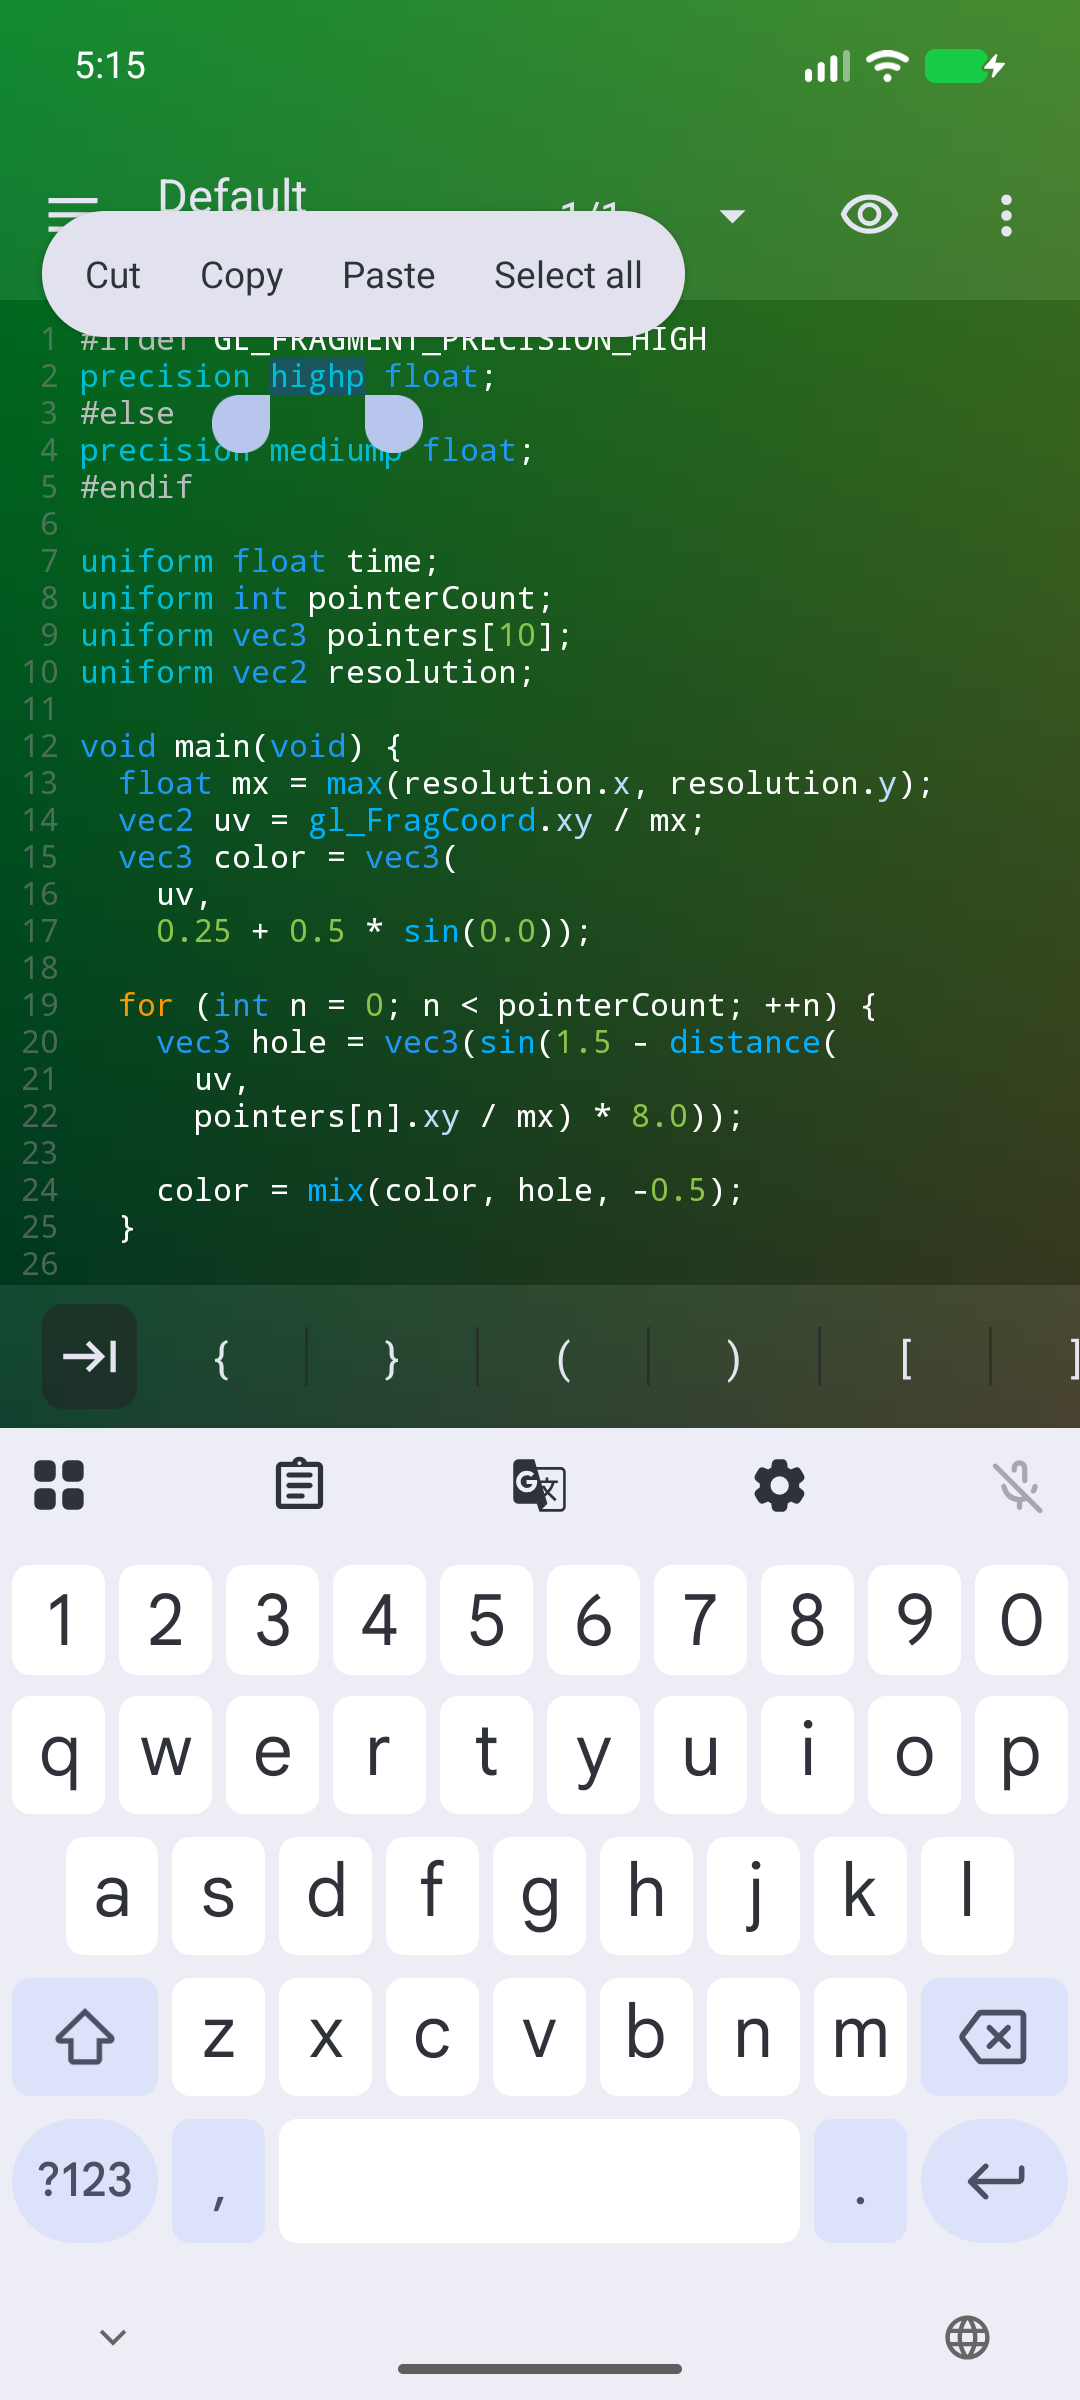 5:15
Default
1/1
Cut Copy Paste Select all
1 #ifdef GL_FRAGMENT_PRECISION_HIGH
2 precision highp float;
3 #else
4 precision mediump float;
5 #endif
6
7 uniform float time;
8 uniform int pointerCount;
9 uniform vec3 pointers[10];
10 uniform vec2 resolution;
11
12 void main(void) {
13 float mx = max(resolution.x, resolution.y);
14 vec2 uv = gl_FragCoord.xy / mx;
15 vec3 color = vec3(
16 uv,
17 0.25 + 0.5 * sin(0.0));
18
19 for (int n = 0; n < pointerCount; ++n) {
20 vec3 hole = vec3(sin(1.5 - distance(
21 uv,
22 pointers[n].xy / mx) * 8.0));
23
24 color = mix(color, hole, -0.5);
25 }
26
{ } ( ) [ ]
1 2 3 4 5 6 7 8 9 0
q w e r t y u i o p
a s d f g h j k l
z x c v b n m
?123 , .